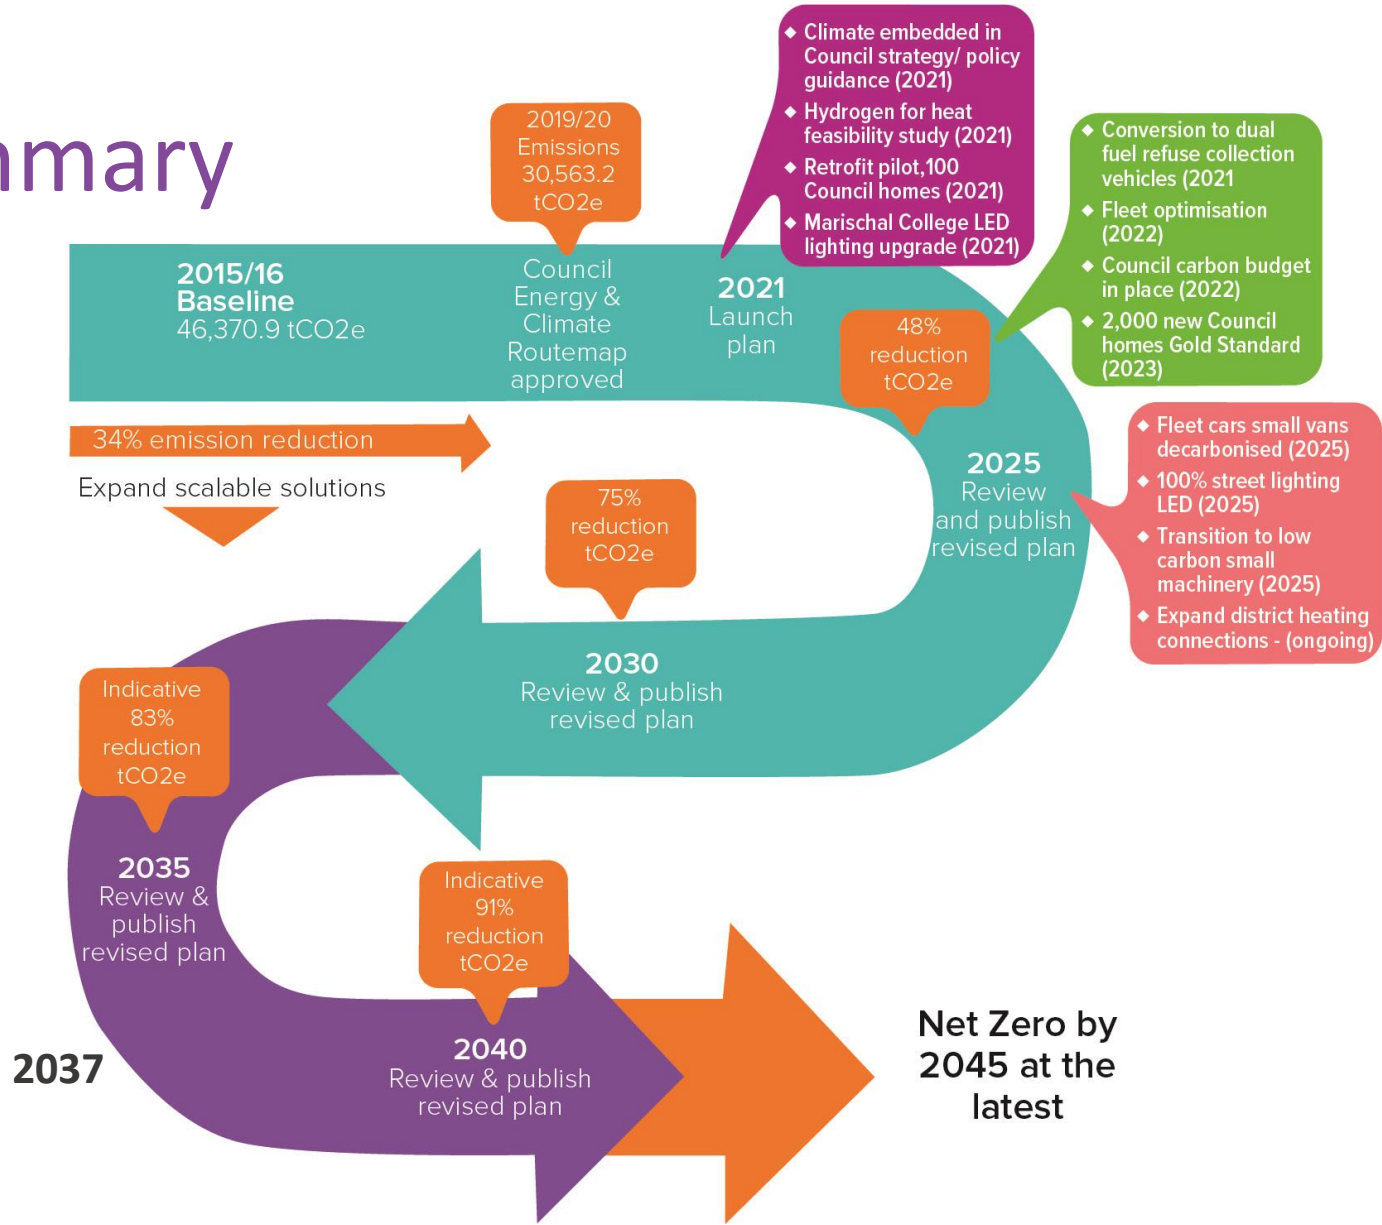 mmary
2019/20
Emissions
30,563.2
tCO2e
◆ Climate embedded in
Council strategy/ policy
guidance (2021)
◆ Hydrogen for heat
feasibility study (2021)
◆ Retrofit pilot,100
Council homes (2021)
◆ Marischal College LED
lighting upgrade (2021)
◆ Conversion to dual
fuel refuse collection
vehicles (2021
◆ Fleet optimisation
(2022)
◆ Council carbon budget
in place (2022)
◆ 2,000 new Council
homes Gold Standard
(2023)
2015/16
Baseline
46,370.9 tCO2e
Council
Energy &
Climate
Routemap
approved
2021
Launch
plan
48%
reduction
tCO2e
34% emission reduction
Expand scalable solutions
2025
Review
and publish
revised plan
◆ Fleet cars small vans
decarbonised (2025)
◆ 100% street lighting
LED (2025)
◆ Transition to low
carbon small
machinery (2025)
◆ Expand district heating
connections - (ongoing)
75%
reduction
tCO2e
2030
Review & publish
revised plan
Indicative
83%
reduction
tCO2e
2035
Review &
publish
revised plan
2037
Indicative
91%
reduction
tCO2e
2040
Review & publish
revised plan
Net Zero by
2045 at the
latest